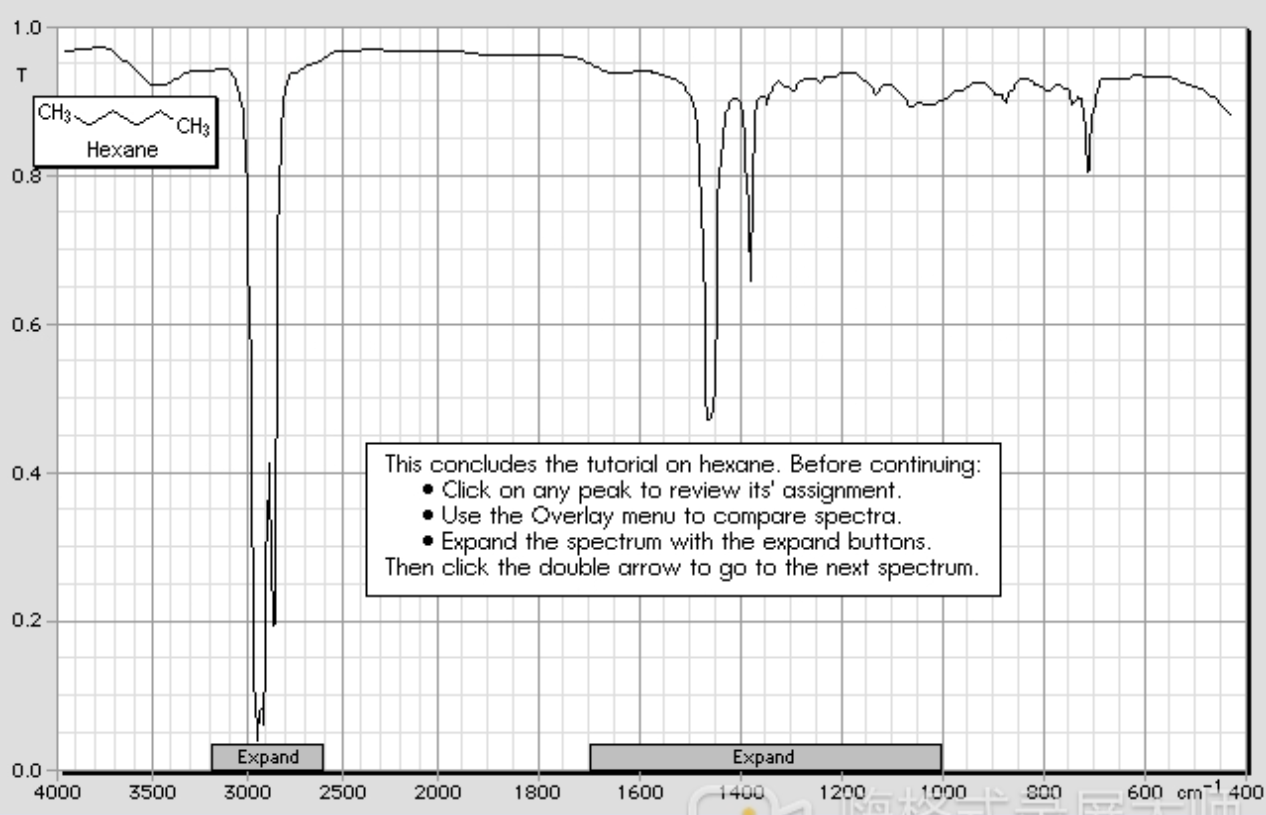 1.0
T
CH3
CH3
Hexane
0.8
0.6
0.4
This concludes the tutorial on hexane. Before continuing:
● Click on any peak to review its' assignment.
● Use the Overlay menu to compare spectra.
● Expand the spectrum with the expand buttons.
Then click the double arrow to go to the next spectrum.
0.2
Expand Expand
0.0
4000 3500 3000 2500 2000 1800 1600 1400 1200 1000 800 600 cm-1 400